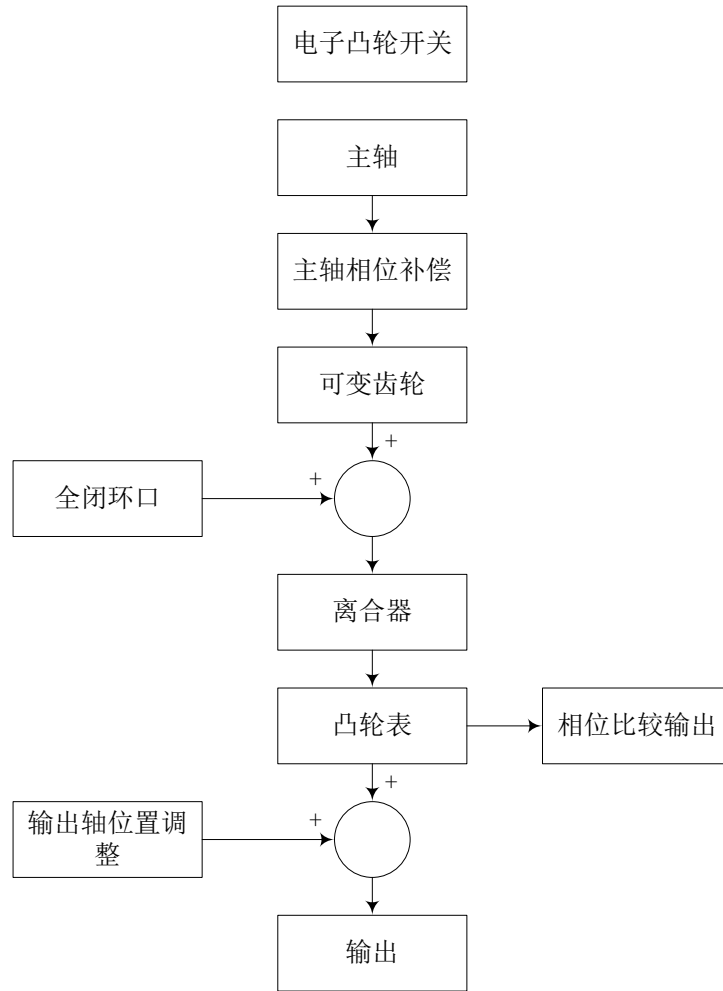 电子凸轮开关
主轴
主轴相位补偿
可变齿轮
+
全闭环口
+
离合器
凸轮表
相位比较输出
+
输出轴位置调
整
+
输出